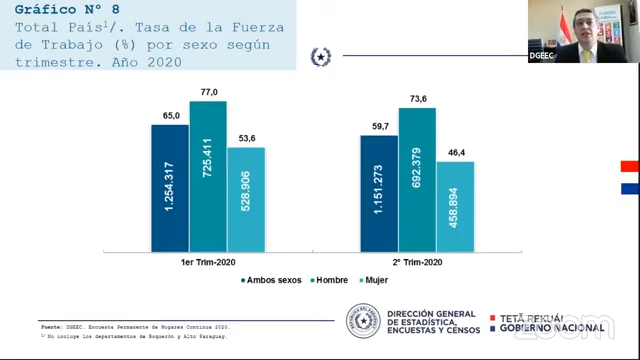 Gráfico Nº 8
Total País¹/. Tasa de la Fuerza
de Trabajo (%) por sexo según
trimestre. Año 2020
DGEEC
65,0
77,0
53,6
1.254.317
725.411
528.906
59,7
73,6
46,4
1.151.273
692.379
458.894
1er Trim-2020
2° Trim-2020
Ambos sexos
Hombre
Mujer
Fuente: DGEEC. Encuesta Permanente de Hogares Continua 2020.
1/ No incluye los departamentos de Boquerón y Alto Paraguay.
DIRECCIÓN GENERAL
DE ESTADÍSTICA,
ENCUESTAS Y CENSOS
TETÃ REKUÁI
GOBIERNO NACIONAL
zoom